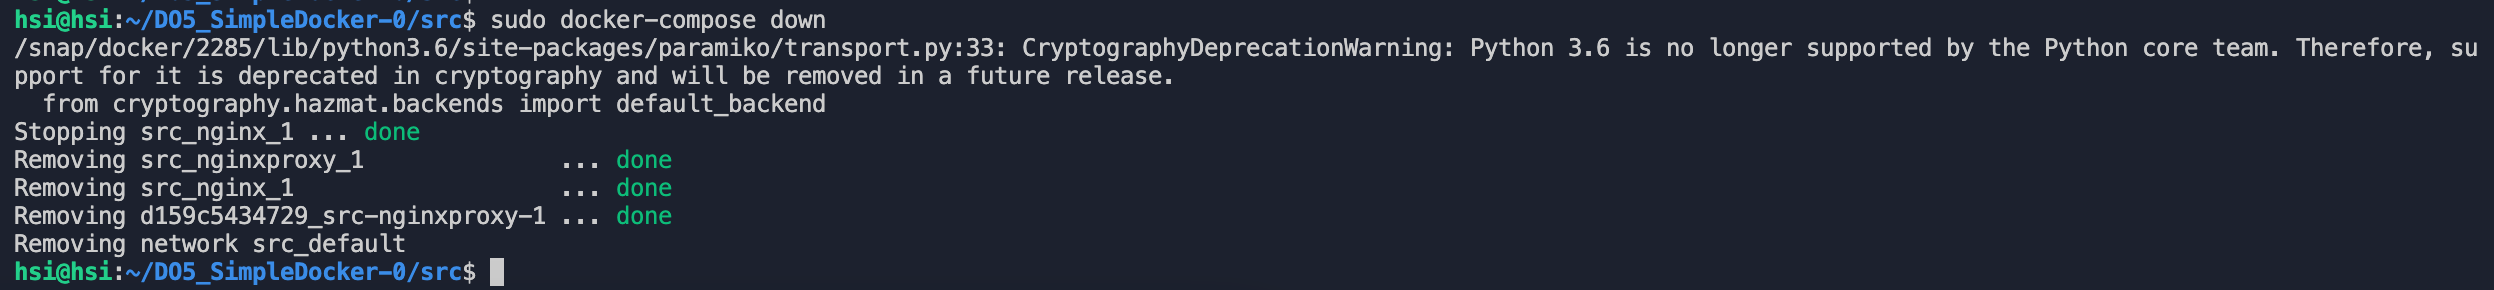 hsi@hsi:~/DO5_SimpleDocker-0/src$ sudo docker-compose down
/snap/docker/2285/lib/python3.6/site-packages/paramiko/transport.py:33: CryptographyDeprecationWarning: Python 3.6 is no longer supported by the Python core team. Therefore, su
pport for it is deprecated in cryptography and will be removed in a future release.
  from cryptography.hazmat.backends import default_backend
Stopping src_nginx_1 ... done
Removing src_nginxproxy_1              ... done
Removing src_nginx_1                   ... done
Removing d159c5434729_src-nginxproxy-1 ... done
Removing network src_default
hsi@hsi:~/DO5_SimpleDocker-0/src$